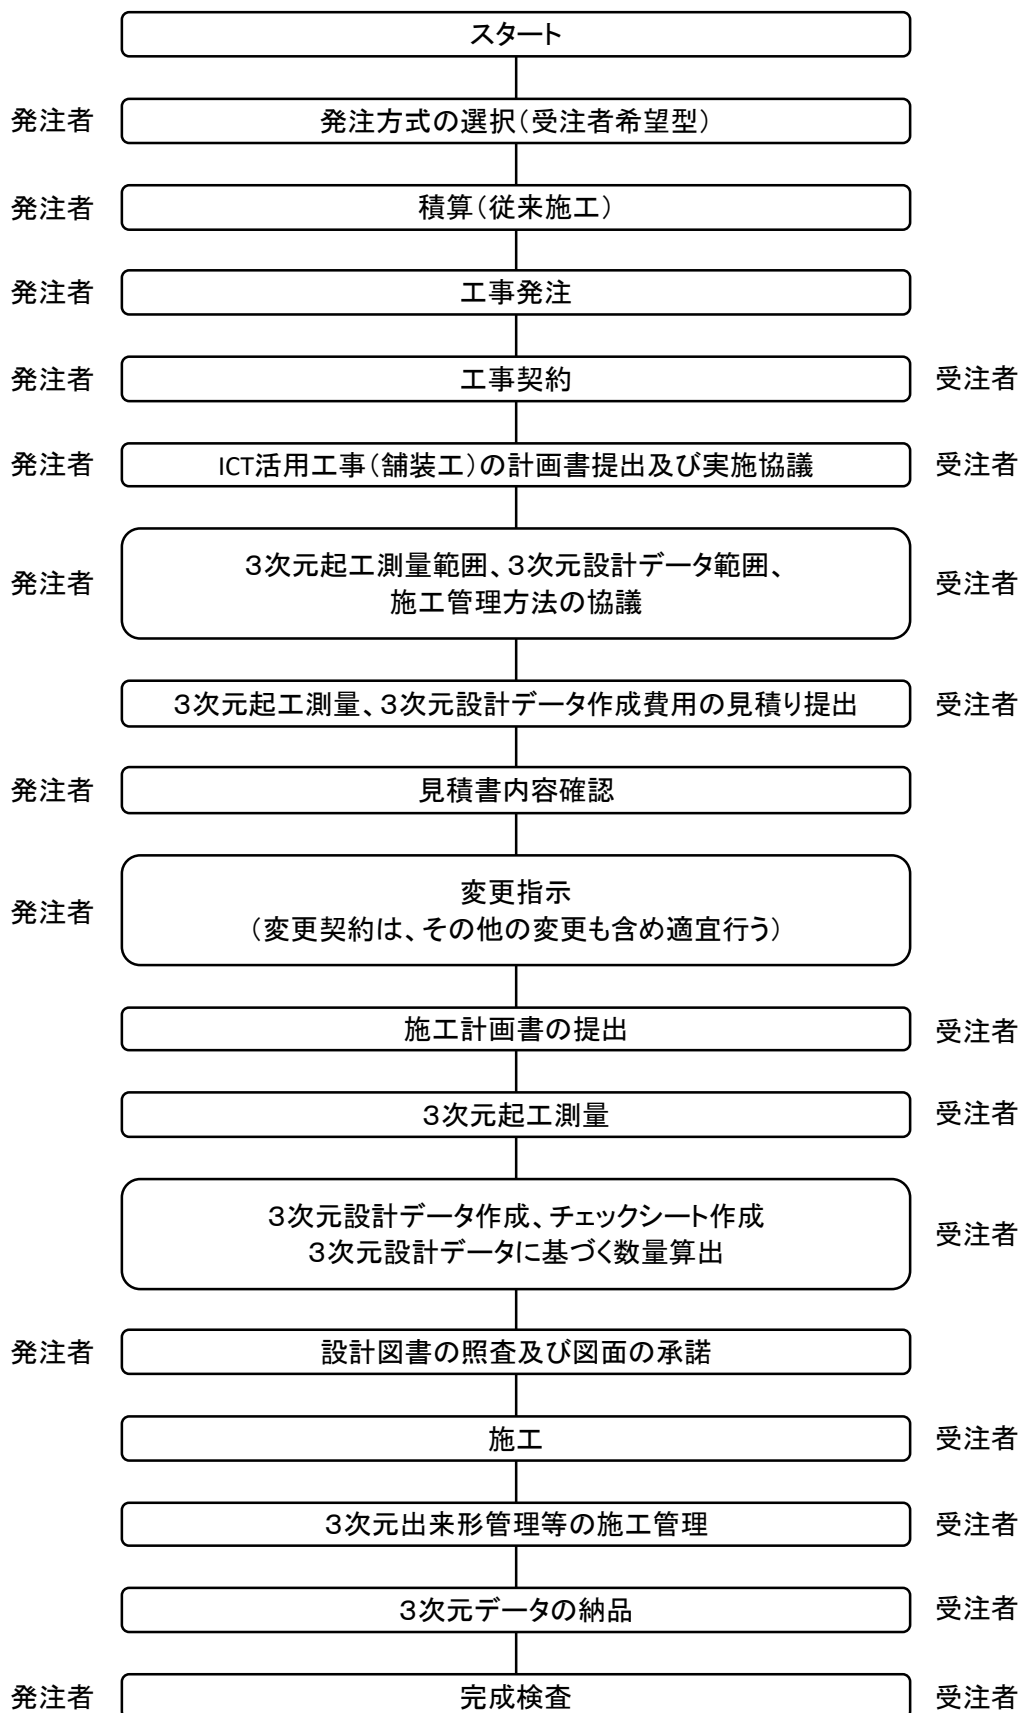 スタート
発注者 発注方式の選択(受注者希望型)
発注者 積算(従来施工)
発注者 工事発注
発注者 工事契約 受注者
発注者 ICT活用工事(舗装工)の計画書提出及び実施協議 受注者
3次元起工測量範囲、3次元設計データ範囲、
発注者 施工管理方法の協議 受注者
3次元起工測量、3次元設計データ作成費用の見積り提出 受注者
発注者 見積書内容確認
変更指示
発注者 (変更契約は、その他の変更も含め適宜行う)
施工計画書の提出 受注者
3次元起工測量 受注者
3次元設計データ作成、チェックシート作成
3次元設計データに基づく数量算出 受注者
発注者 設計図書の照査及び図面の承諾
施工 受注者
3次元出来形管理等の施工管理 受注者
3次元データの納品 受注者
発注者 完成検査 受注者